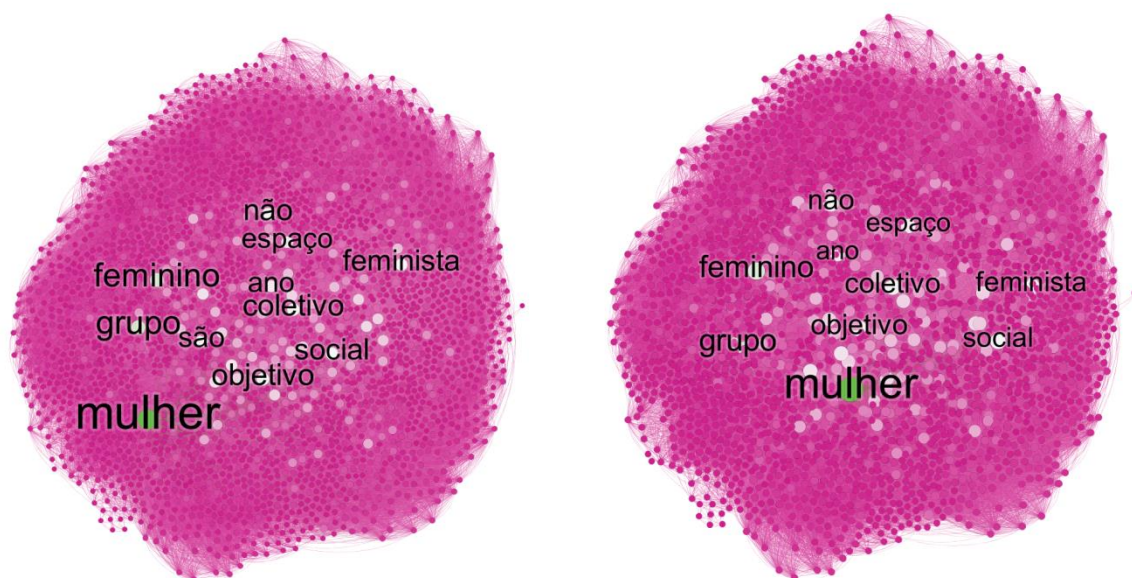 não
espaço
feminista
feminino
ano
coletivo
grupo
são
social
objetivo
mulher
não
espaço
ano
feminino
coletivo
feminista
objetivo
grupo
social
mulher